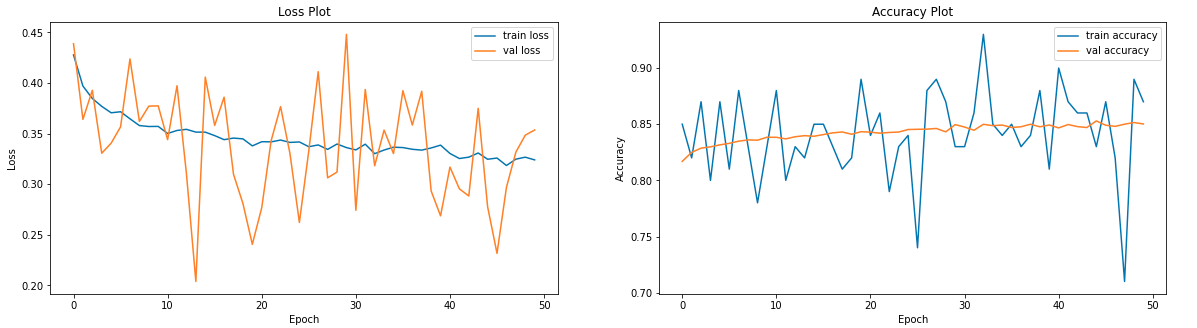 Loss Plot
0.45
0.40
0.35
0.30
0.25
0.20
Loss
train loss
val loss
0 10 20 30 40 50
Epoch
Accuracy Plot
0.90
0.85
0.80
0.75
0.70
Accuracy
train accuracy
val accuracy
0 10 20 30 40 50
Epoch